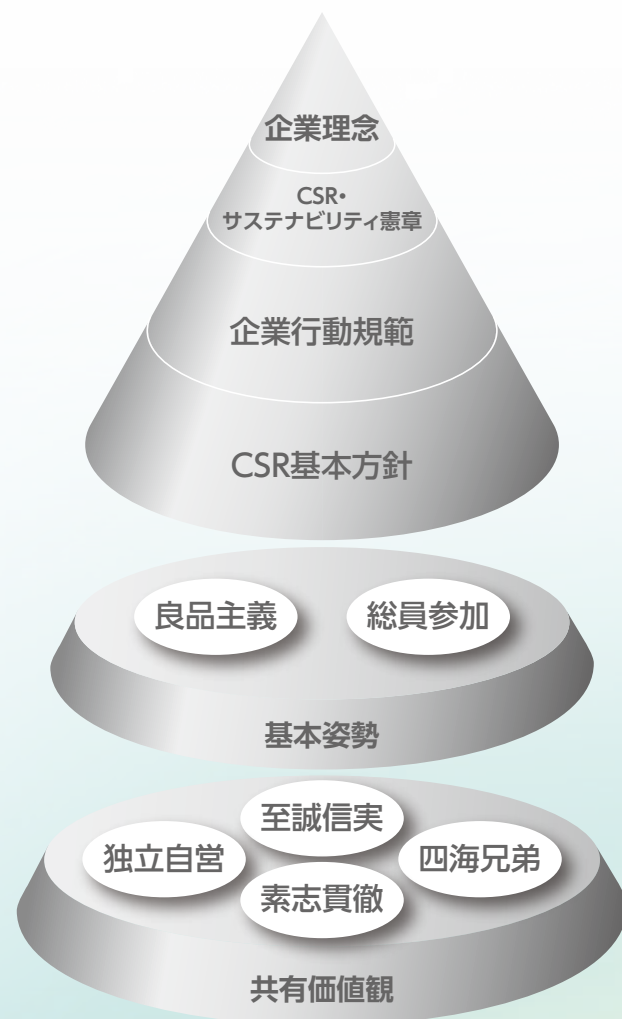 企業理念
CSR・
サステナビリティ憲章
企業行動規範
CSR基本方針
良品主義
総員参加
基本姿勢
至誠信実
独立自営
四海兄弟
素志貫徹
共有価値観